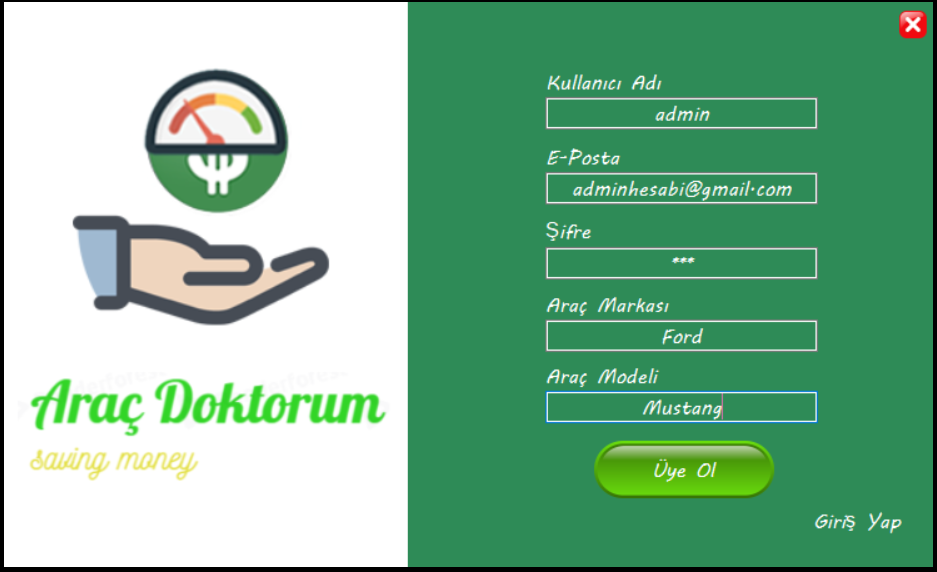 Kullanıcı Adı
admin
E-Posta
adminhesabi@gmail.com
Şifre
***
Araç Markası
Ford
Araç Modeli
Mustang
Üye Ol
Giriş Yap
Araç Doktorum
saving money